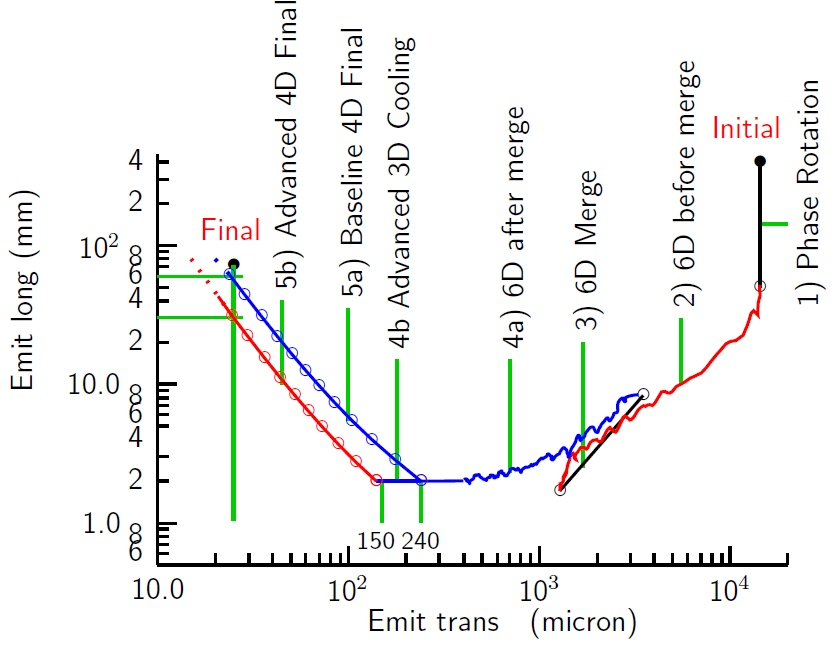 5b) Advanced 4D Final
5a) Baseline 4D Final
4b Advanced 3D Cooling
4a) 6D after merge
3) 6D Merge
2) 6D before merge
1) Phase Rotation
Initial
Final
Emit long (mm)
4
2
10²
8
6
4
2
10.0
8
6
4
2
1.0
8
6
150 240
10.0
10²
10³
10⁴
Emit trans (micron)